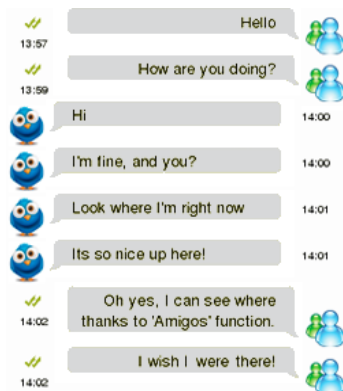 Hello
13:57
How are you doing?
13:59
Hi
14:00
I'm fine, and you?
14:00
Look where I'm right now
14:01
Its so nice up here!
14:01
Oh yes, I can see where
thanks to 'Amigos' function.
14:02
I wish I were there!
14:02